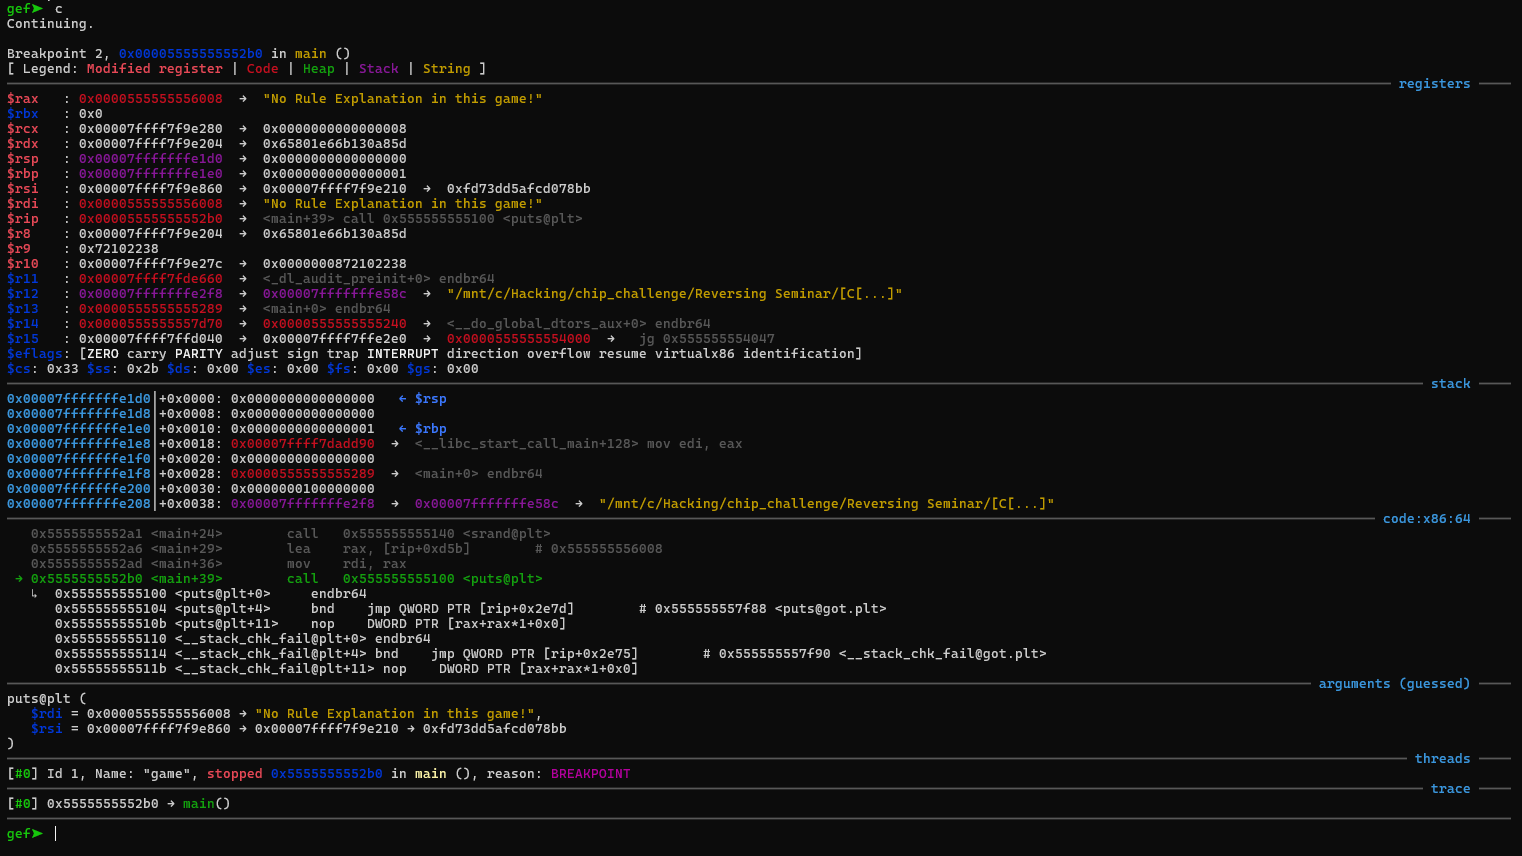 gef➤  c
Continuing.
Breakpoint 2, 0x00005555555552b0 in main ()
[ Legend: Modified register | Code | Heap | Stack | String ]
registers
$rax   : 0x0000555555556008  →  "No Rule Explanation in this game!"
$rbx   : 0x0
$rcx   : 0x00007ffff7f9e280  →  0x0000000000000008
$rdx   : 0x00007ffff7f9e204  →  0x65801e66b130a85d
$rsp   : 0x00007fffffffe1d0  →  0x0000000000000000
$rbp   : 0x00007fffffffe1e0  →  0x0000000000000001
$rsi   : 0x00007ffff7f9e860  →  0x00007ffff7f9e210  →  0xfd73dd5afcd078bb
$rdi   : 0x0000555555556008  →  "No Rule Explanation in this game!"
$rip   : 0x00005555555552b0  →  <main+39> call 0x555555555100 <puts@plt>
$r8    : 0x00007ffff7f9e204  →  0x65801e66b130a85d
$r9    : 0x72102238
$r10   : 0x00007ffff7f9e27c  →  0x0000000872102238
$r11   : 0x00007ffff7fde660  →  <_dl_audit_preinit+0> endbr64
$r12   : 0x00007fffffffe2f8  →  0x00007fffffffe58c  →  "/mnt/c/Hacking/chip_challenge/Reversing Seminar/[C[...]"
$r13   : 0x0000555555555289  →  <main+0> endbr64
$r14   : 0x0000555555557d70  →  0x0000555555555240  →  <__do_global_dtors_aux+0> endbr64
$r15   : 0x00007ffff7ffd040  →  0x00007ffff7ffe2e0  →  0x0000555555554000  →   jg 0x555555554047
$eflags: [ZERO carry PARITY adjust sign trap INTERRUPT direction overflow resume virtualx86 identification]
$cs: 0x33 $ss: 0x2b $ds: 0x00 $es: 0x00 $fs: 0x00 $gs: 0x00
stack
0x00007fffffffe1d0│+0x0000: 0x0000000000000000   ← $rsp
0x00007fffffffe1d8│+0x0008: 0x0000000000000000
0x00007fffffffe1e0│+0x0010: 0x0000000000000001   ← $rbp
0x00007fffffffe1e8│+0x0018: 0x00007ffff7dadd90  →  <__libc_start_call_main+128> mov edi, eax
0x00007fffffffe1f0│+0x0020: 0x0000000000000000
0x00007fffffffe1f8│+0x0028: 0x0000555555555289  →  <main+0> endbr64
0x00007fffffffe200│+0x0030: 0x0000000100000000
0x00007fffffffe208│+0x0038: 0x00007fffffffe2f8  →  0x00007fffffffe58c  →  "/mnt/c/Hacking/chip_challenge/Reversing Seminar/[C[...]"
code:x86:64
0x5555555552a1 <main+24>        call   0x555555555140 <srand@plt>
0x5555555552a6 <main+29>        lea    rax, [rip+0xd5b]        # 0x555555556008
0x5555555552ad <main+36>        mov    rdi, rax
→ 0x5555555552b0 <main+39>        call   0x555555555100 <puts@plt>
↳  0x555555555100 <puts@plt+0>     endbr64
0x555555555104 <puts@plt+4>     bnd    jmp QWORD PTR [rip+0x2e7d]        # 0x555555557f88 <puts@got.plt>
0x55555555510b <puts@plt+11>    nop    DWORD PTR [rax+rax*1+0x0]
0x555555555110 <__stack_chk_fail@plt+0> endbr64
0x555555555114 <__stack_chk_fail@plt+4> bnd    jmp QWORD PTR [rip+0x2e75]        # 0x555555557f90 <__stack_chk_fail@got.plt>
0x55555555511b <__stack_chk_fail@plt+11> nop    DWORD PTR [rax+rax*1+0x0]
arguments (guessed)
puts@plt (
$rdi = 0x0000555555556008 → "No Rule Explanation in this game!",
$rsi = 0x00007ffff7f9e860 → 0x00007ffff7f9e210 → 0xfd73dd5afcd078bb
)
threads
[#0] Id 1, Name: "game", stopped 0x5555555552b0 in main (), reason: BREAKPOINT
trace
[#0] 0x5555555552b0 → main()
gef➤